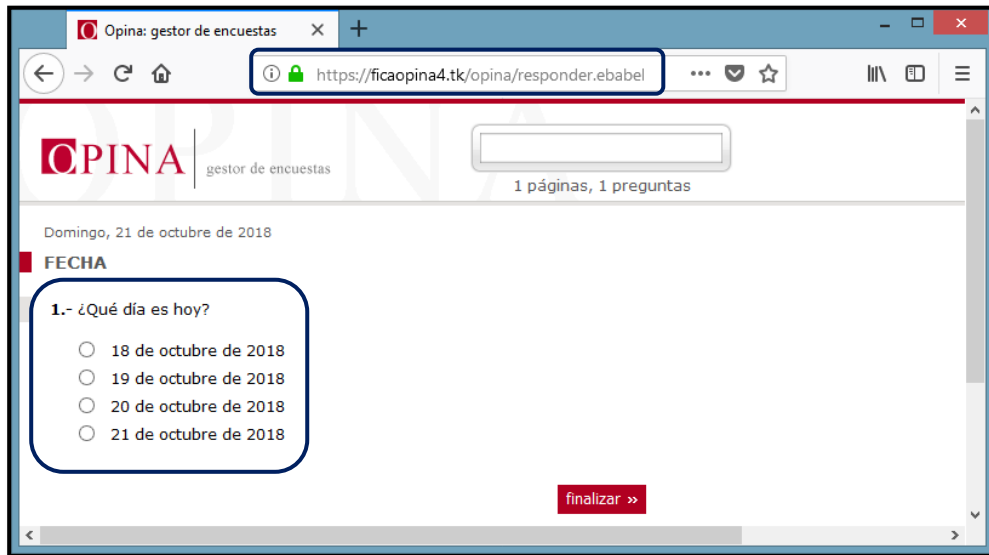 Opina: gestor de encuestas
https://ficaopina4.tk/opina/responder.ebabel
OPINA gestor de encuestas
1 páginas, 1 preguntas
Domingo, 21 de octubre de 2018
FECHA
1.- ¿Qué día es hoy?
18 de octubre de 2018
19 de octubre de 2018
20 de octubre de 2018
21 de octubre de 2018
finalizar »